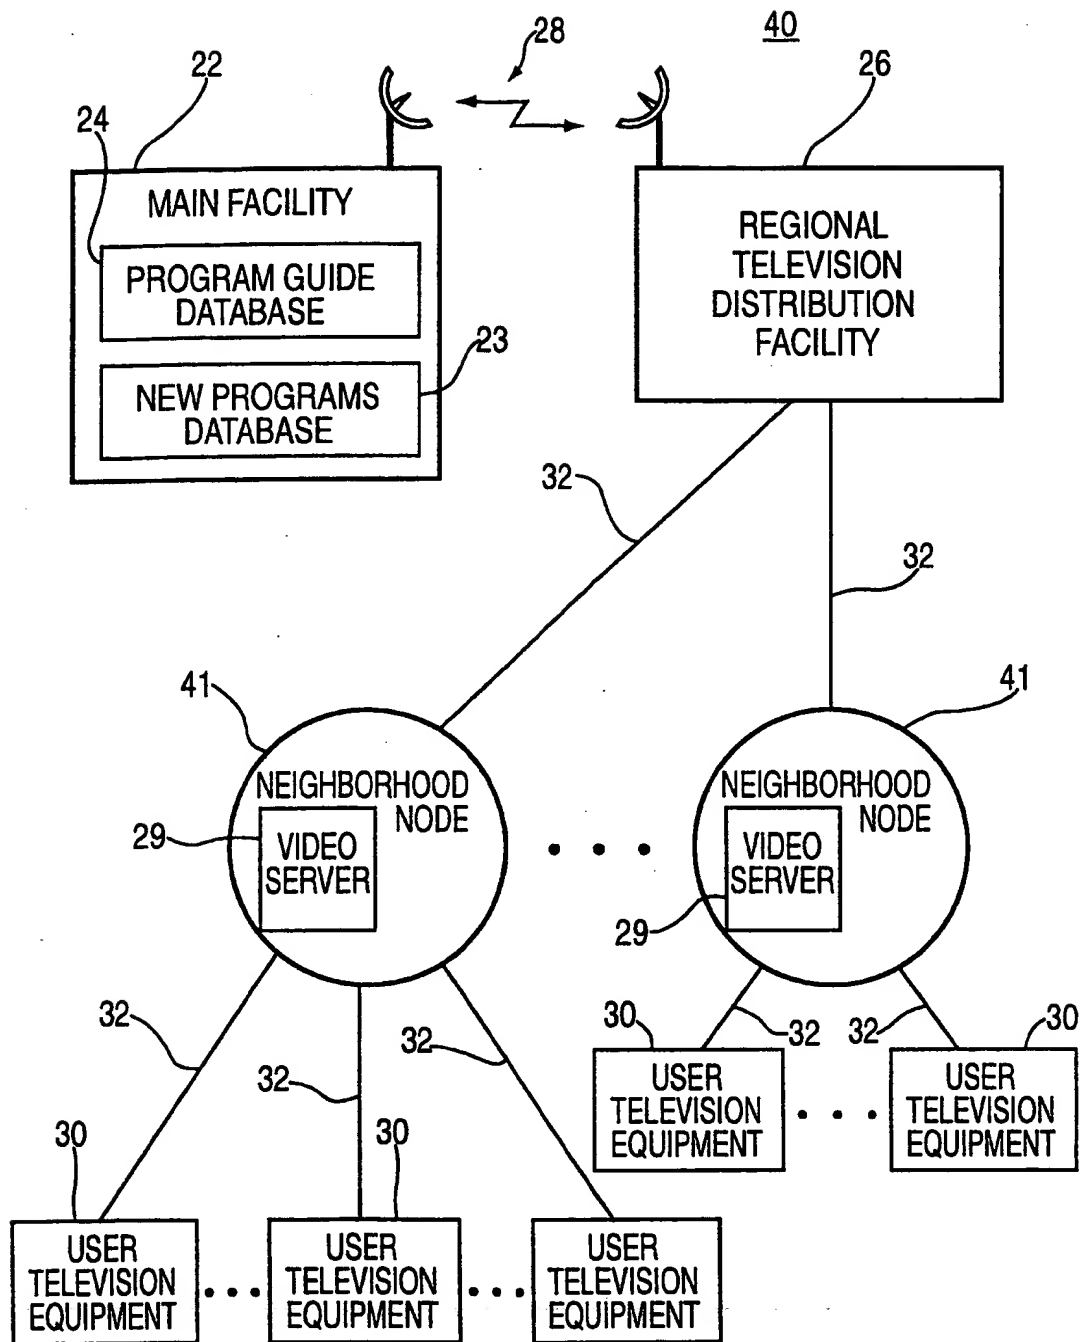 28
40
22
26
24
MAIN FACILITY
PROGRAM GUIDE
DATABASE
23
NEW PROGRAMS
DATABASE
REGIONAL
TELEVISION
DISTRIBUTION
FACILITY
32
32
41
41
NEIGHBORHOOD
NODE
29
VIDEO
SERVER
NEIGHBORHOOD
NODE
29
VIDEO
SERVER
32
32
32
30
32
32
30
USER
TELEVISION
EQUIPMENT
USER
TELEVISION
EQUIPMENT
30
30
USER
TELEVISION
EQUIPMENT
USER
TELEVISION
EQUIPMENT
USER
TELEVISION
EQUIPMENT